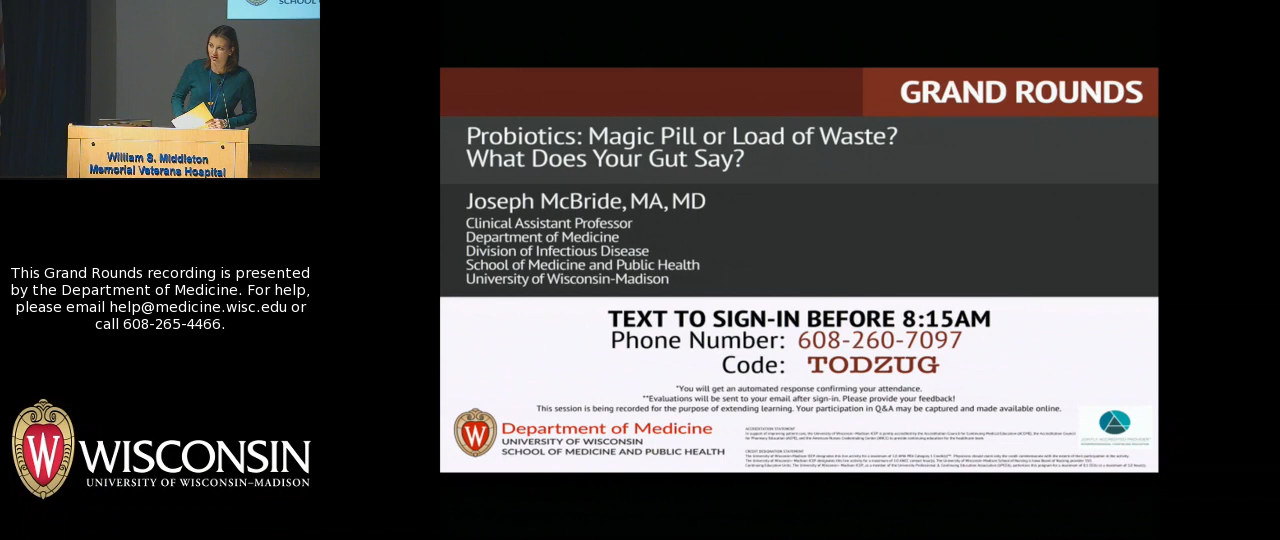 SCHOOL OF
William S. Middleton
Memorial Veterans Hospital
This Grand Rounds recording is presented
by the Department of Medicine. For help,
please email help@medicine.wisc.edu or
call 608-265-4466.
W
WISCONSIN
UNIVERSITY OF WISCONSIN–MADISON
GRAND ROUNDS
Probiotics: Magic Pill or Load of Waste?
What Does Your Gut Say?
Joseph McBride, MA, MD
Clinical Assistant Professor
Department of Medicine
Division of Infectious Disease
School of Medicine and Public Health
University of Wisconsin-Madison
TEXT TO SIGN-IN BEFORE 8:15AM
Phone Number: 608-260-7097
Code: TODZUG
*You will get an automated response confirming your attendance.
**Evaluations will be sent to your email after sign-in. Please provide your feedback!
This session is being recorded for the purpose of extending learning. Your participation in Q&A may be captured and made available online.
W
Department of Medicine
UNIVERSITY OF WISCONSIN
SCHOOL OF MEDICINE AND PUBLIC HEALTH
ACCREDITATION STATEMENT
CREDIT DESIGNATION STATEMENT